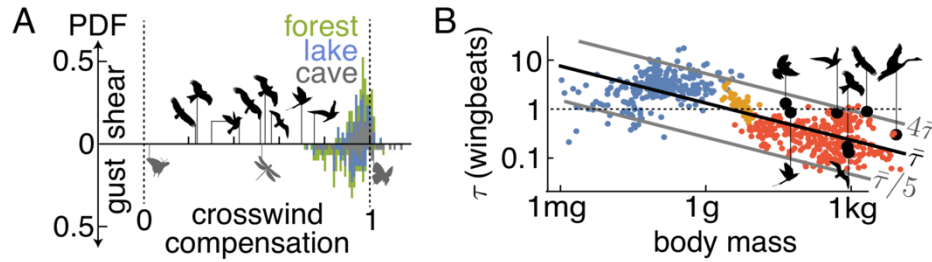 A
PDF
0.5
shear
0
gust
0.5
forest
lake
cave
0
1
crosswind
compensation
B
τ (wingbeats)
10
1
0.1
4τ̄
τ̄
τ̄/5
1mg
1g
1kg
body mass